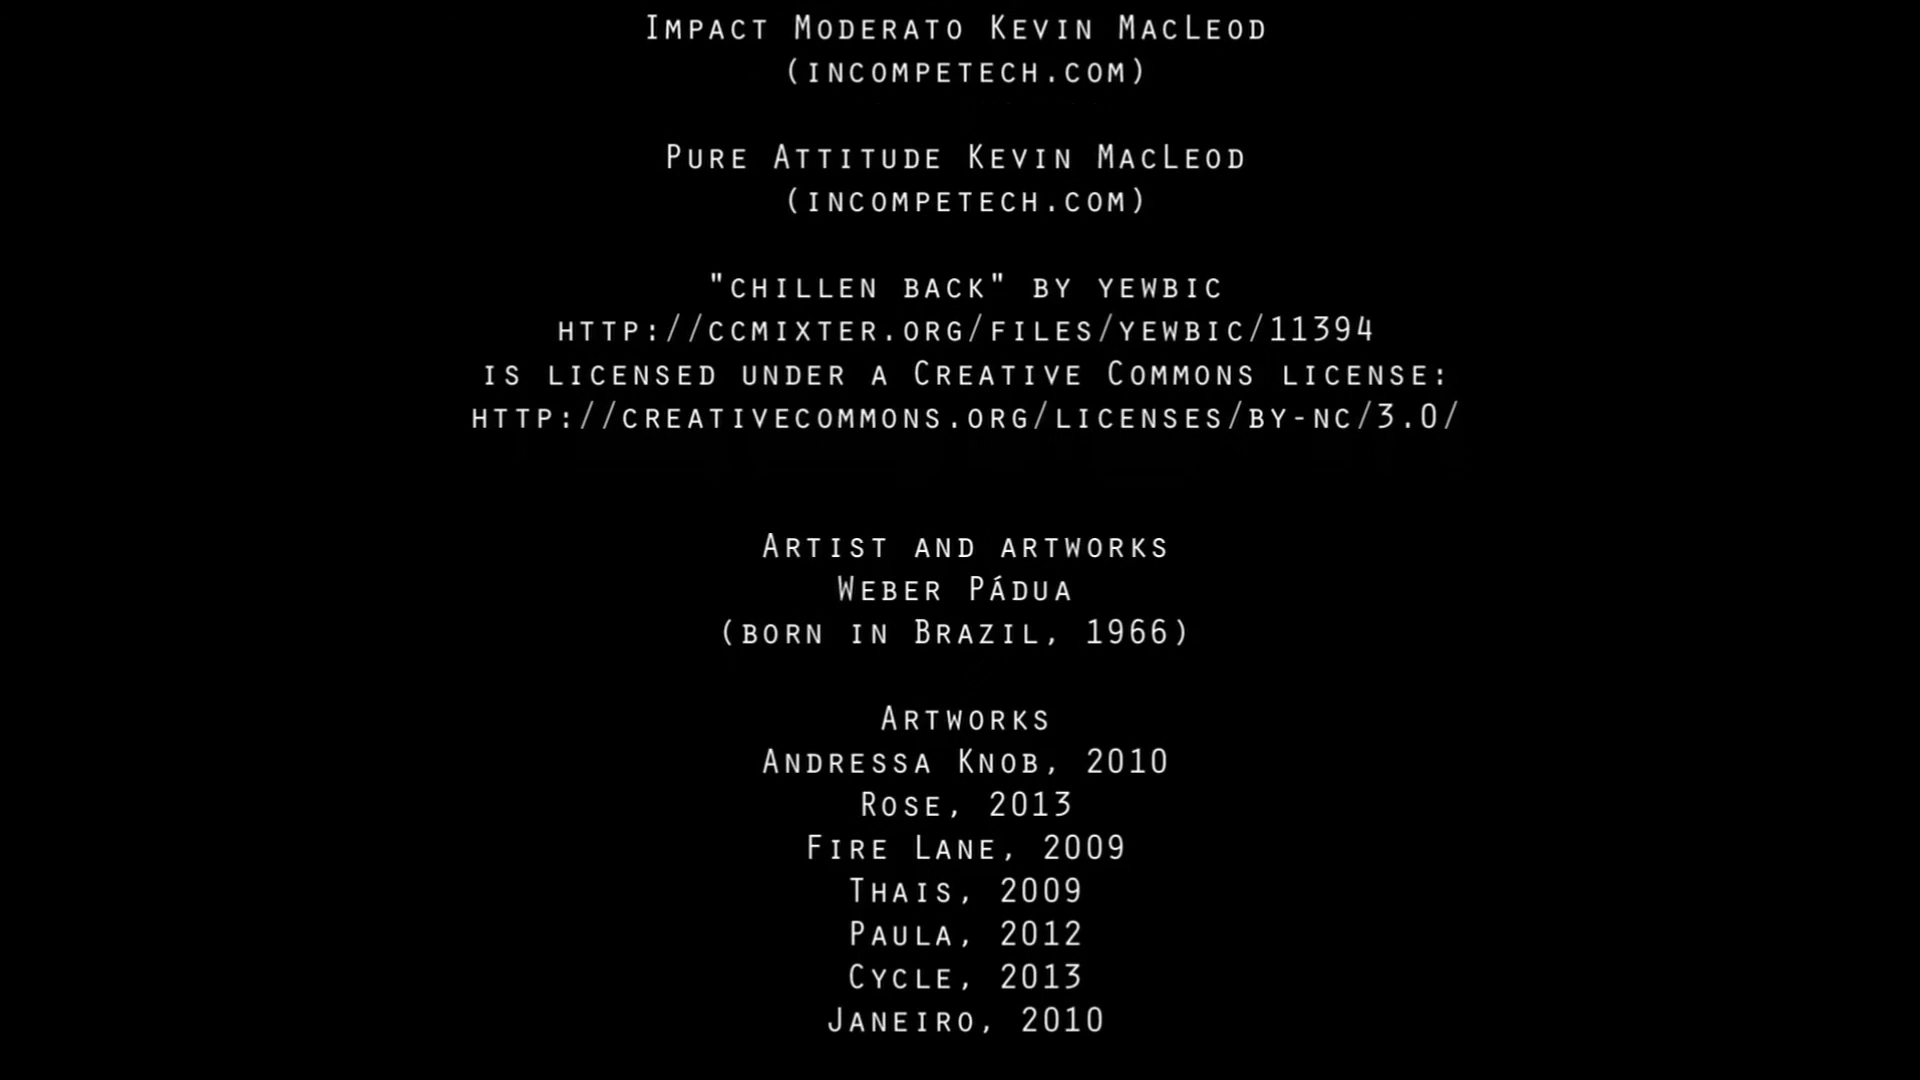 Impact Moderato Kevin MacLeod
(incompetech.com)
Pure Attitude Kevin MacLeod
(incompetech.com)
"chillen back" by yewbic
http://ccmixter.org/files/yewbic/11394
is licensed under a Creative Commons license:
http://creativecommons.org/licenses/by-nc/3.0/
Artist and artworks
Weber Pádua
(born in Brazil, 1966)
Artworks
Andressa Knob, 2010
Rose, 2013
Fire Lane, 2009
Thais, 2009
Paula, 2012
Cycle, 2013
Janeiro, 2010